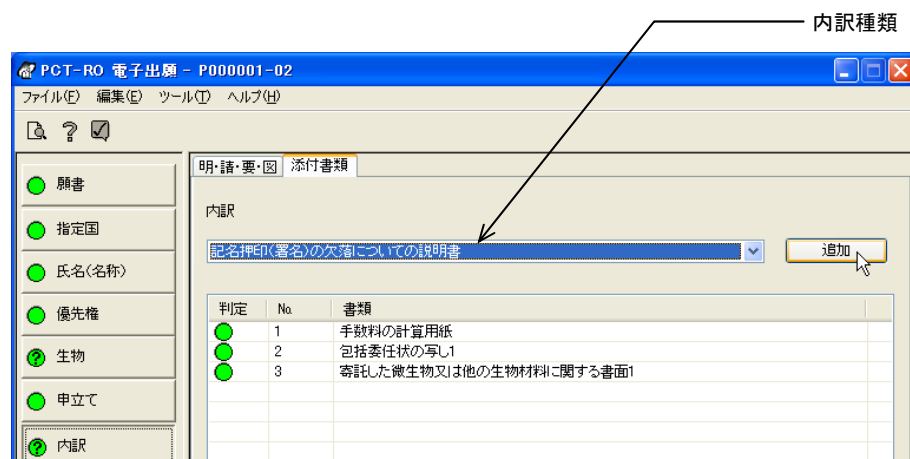 内訳種類
PCT-RO 電子出願 - P000001-02
ファイル(F) 編集(E) ツール(T) ヘルプ(H)
明・請・要・図 添付書類
願書
内訳
指定国
記名押印(署名)の欠落についての説明書 追加
氏名(名称)
優先権
判定 No. 書類
1 手数料の計算用紙
2 包括委任状の写し1
生物
3 寄託した微生物又は他の生物材料に関する書面1
申立て
内訳